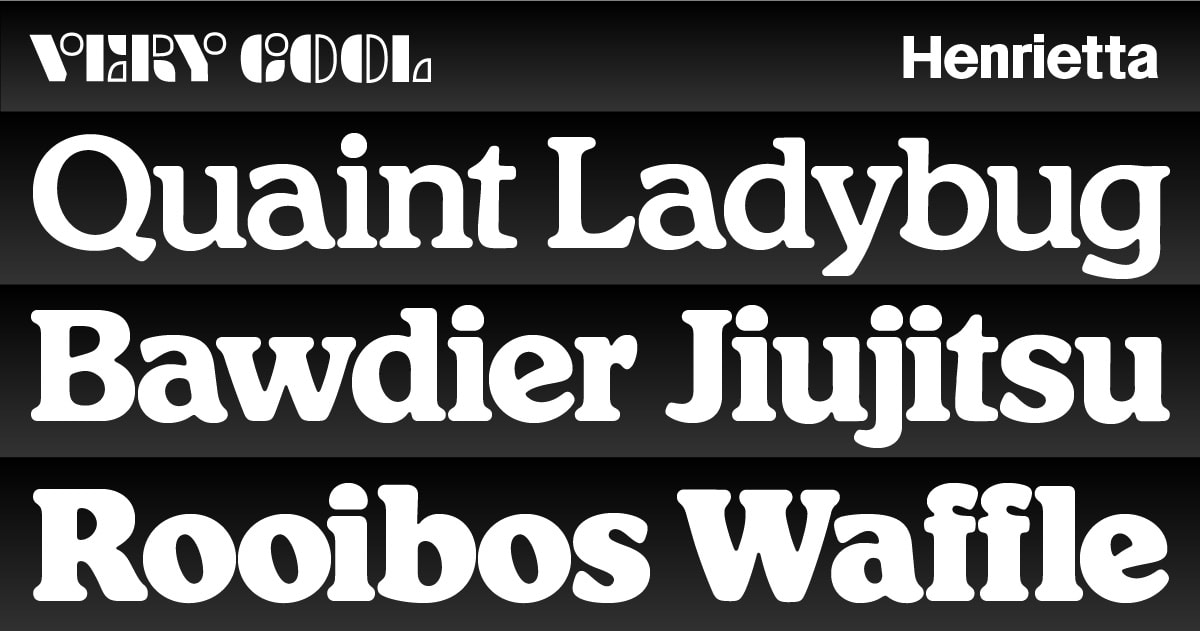 VERY COOL
Henrietta
Quaint Ladybug
Bawdier Jiujitsu
Rooibos Waffle